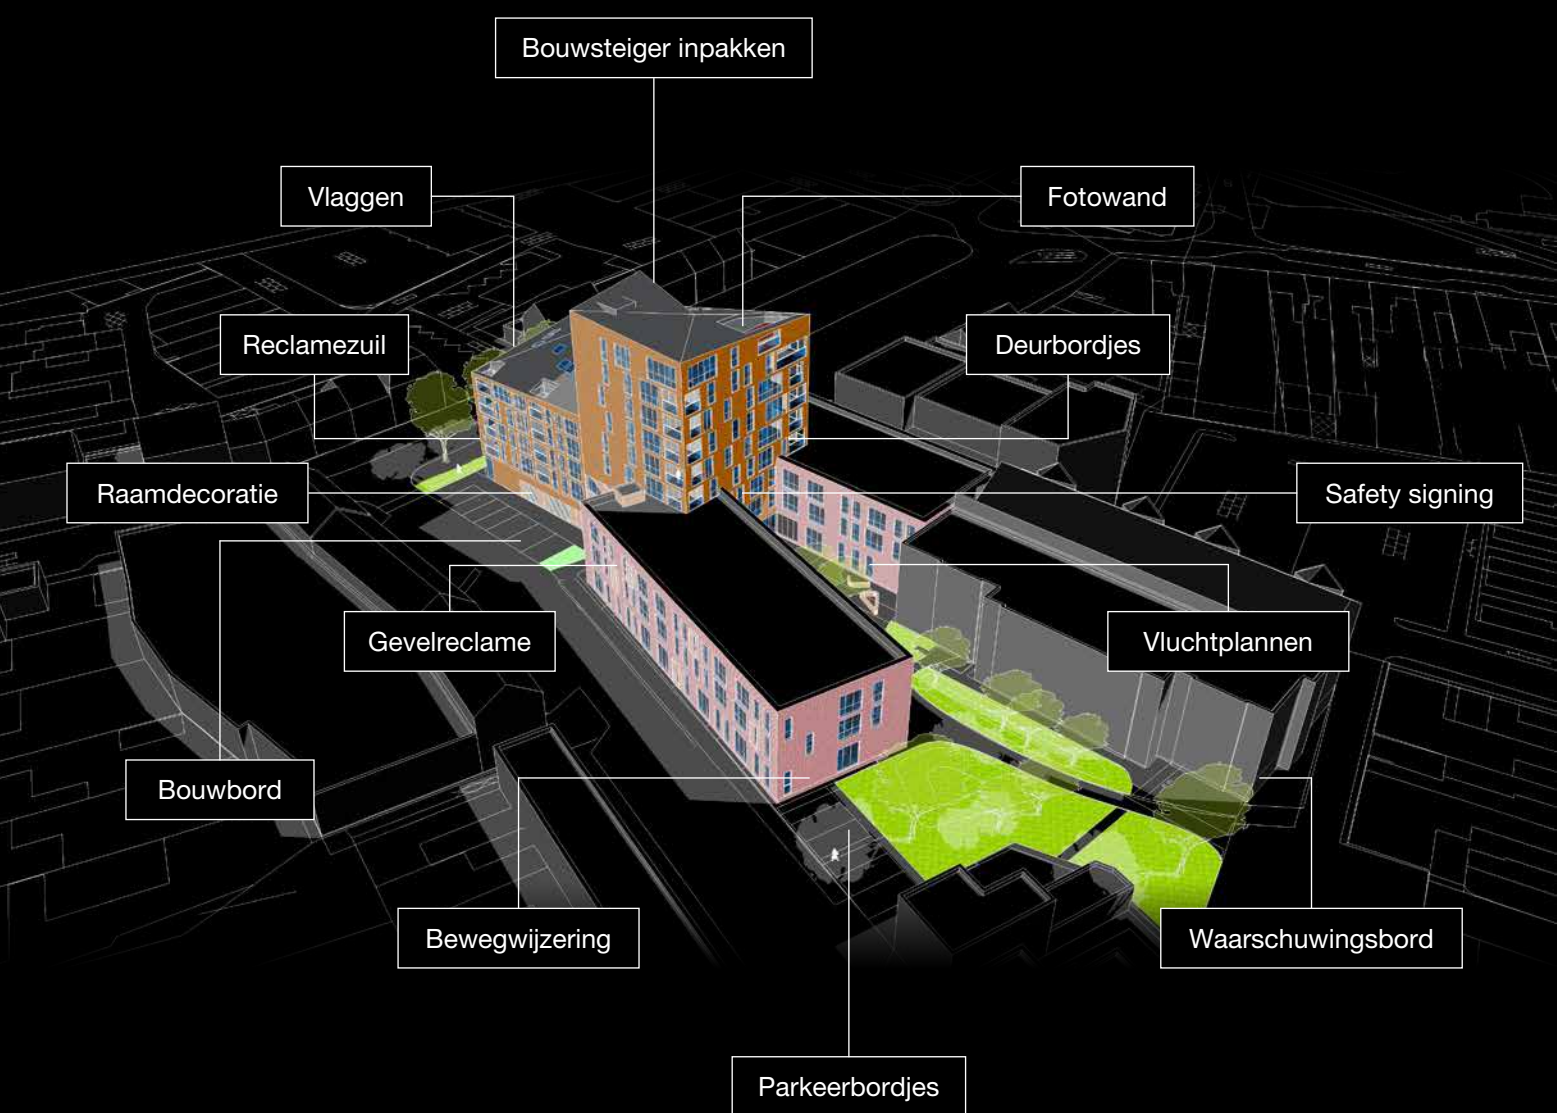 Bouwsteiger inpakken
Vlaggen
Fotowand
Reclamezuil
Deurbordjes
Raamdecoratie
Safety signing
Gevelreclame
Vluchtplannen
Bouwbord
Bewegwijzering
Waarschuwingsbord
Parkeerbordjes